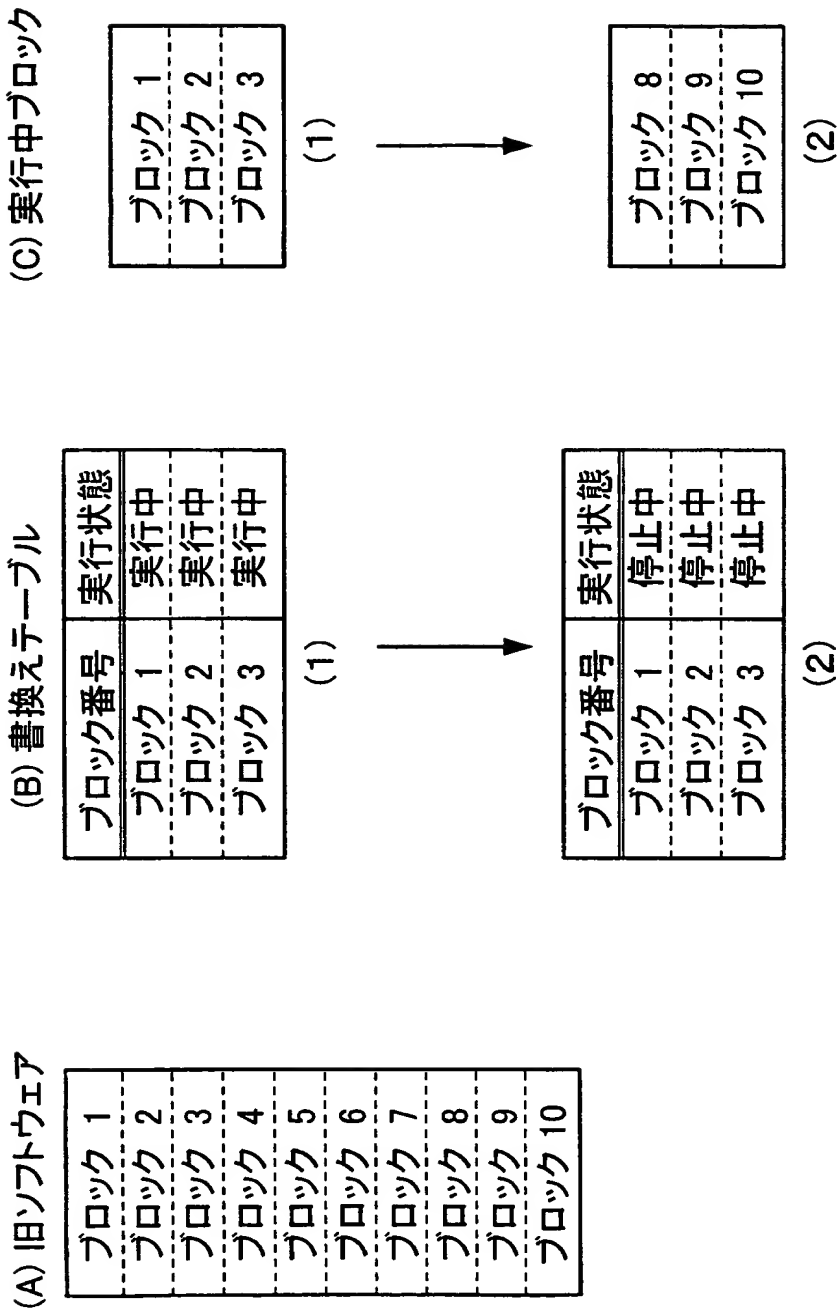 (A) 旧ソフトウェア
ブロック 1
ブロック 2
ブロック 3
ブロック 4
ブロック 5
ブロック 6
ブロック 7
ブロック 8
ブロック 9
ブロック 10
(B) 書換えテーブル
ブロック番号 実行状態
ブロック 1 実行中
ブロック 2 実行中
ブロック 3 実行中
(1)
ブロック番号 実行状態
ブロック 1 停止中
ブロック 2 停止中
ブロック 3 停止中
(2)
(C) 実行中ブロック
ブロック 1
ブロック 2
ブロック 3
(1)
ブロック 8
ブロック 9
ブロック 10
(2)